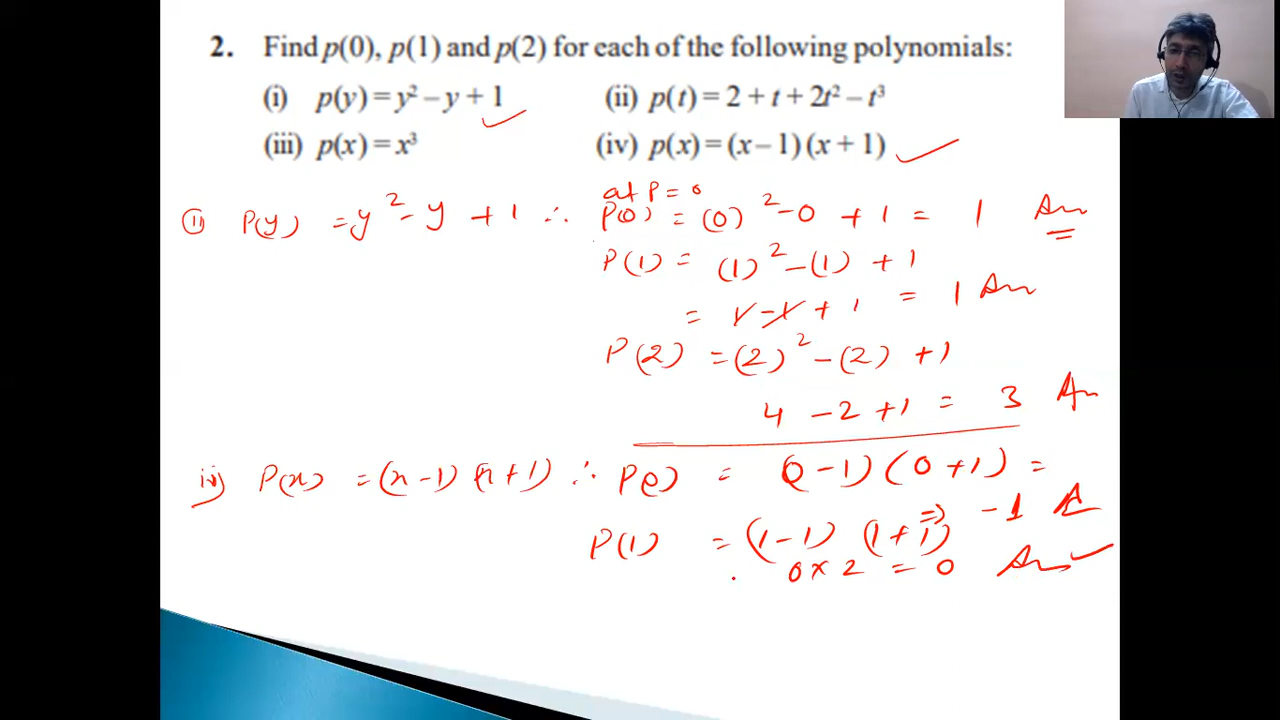 2. Find p(0), p(1) and p(2) for each of the following polynomials:
(i) p(y) = y² – y + 1 (ii) p(t) = 2 + t + 2t² – t³
(iii) p(x) = x³ (iv) p(x) = (x – 1) (x + 1)
at P = 0
(i) P(y) = y² - y + 1 ∴ P(0) = (0)² - 0 + 1 = 1 Ans
P(1) = (1)² - (1) + 1
= 1 - 1 + 1 = 1 Ans
P(2) = (2)² - (2) + 1
4 - 2 + 1 = 3 An
iv) P(x) = (x - 1) (x + 1) ∴ P(0) = (0 - 1) (0 + 1) =
=> - 1 A
P(1) = (1 - 1) (1 + 1)
0 x 2 = 0 Ans